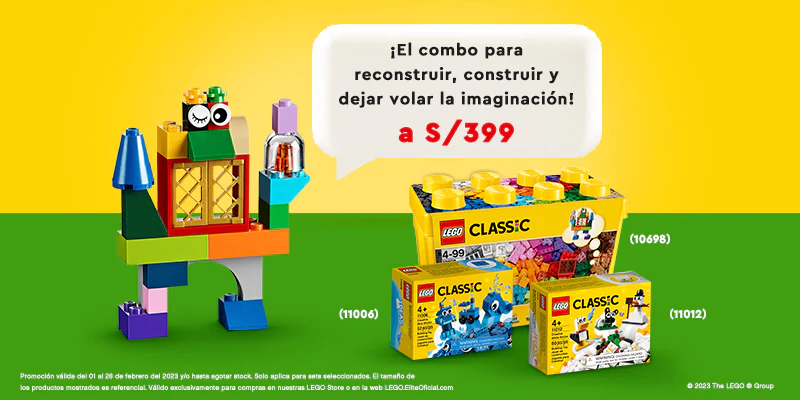 ¡El combo para
reconstruir, construir y
dejar volar la imaginación!
a S/399
LEGO CLASSIC
4-99
(10698)
(11006)
LEGO CLASSIC
4+
11006
LEGO CLASSIC
4+
11012
(11012)
Promoción válida del 01 al 28 de febrero del 2023 y/o hasta agotar stock. Solo aplica para sets seleccionados. El tamaño de
los productos mostrados es referencial. Válido exclusivamente para compras en nuestras LEGO Store o en la web LEGO.EliteOficial.com
© 2023 The LEGO ® Group